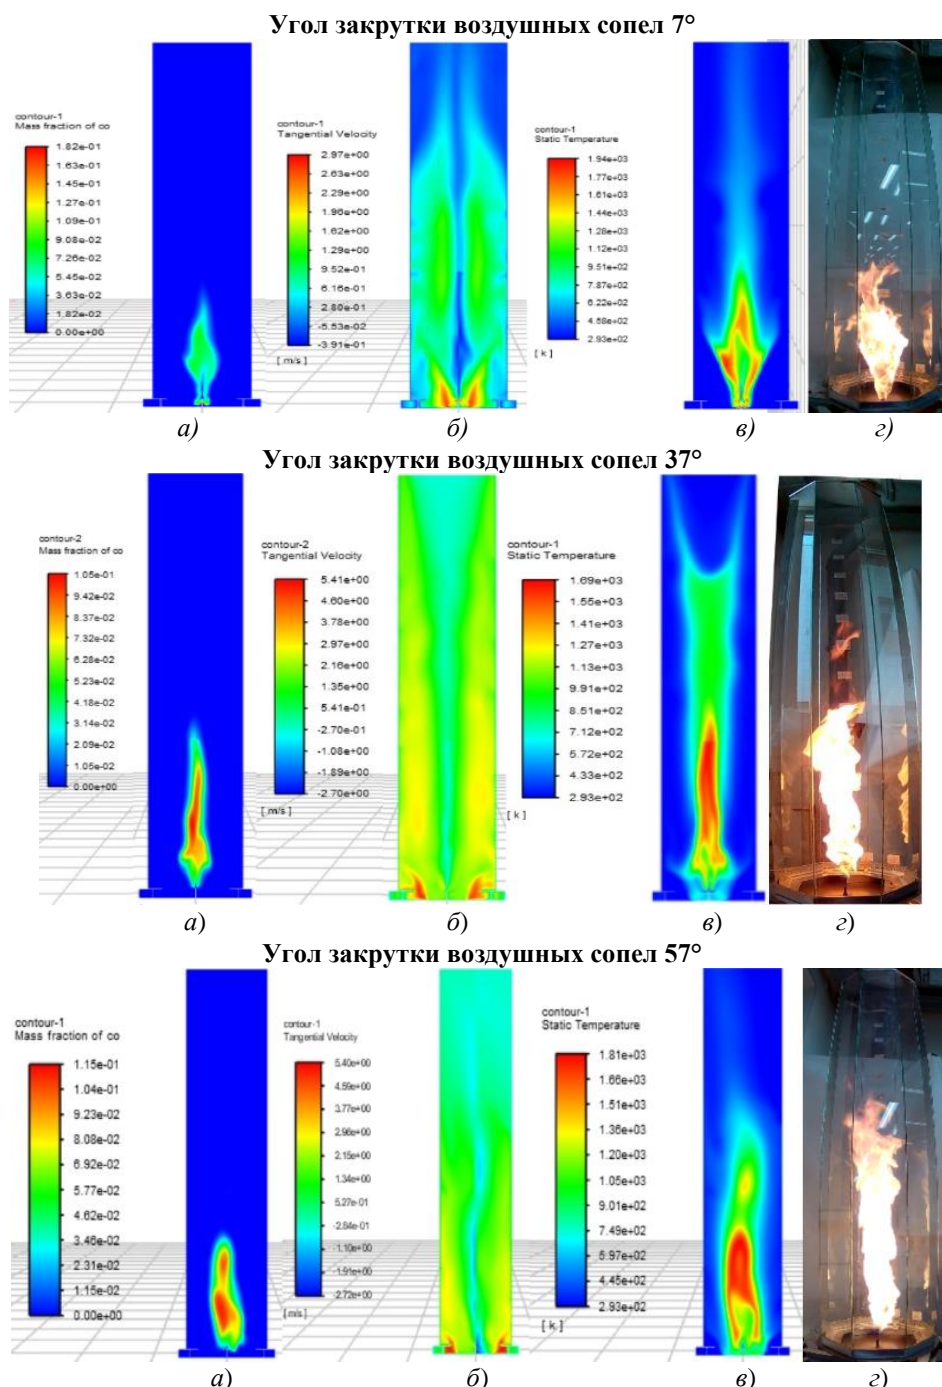 Угол закрутки воздушных сопел 7°
contour-1
Mass fraction of co
1.82e-01
1.63e-01
1.45e-01
1.27e-01
1.09e-01
9.08e-02
7.26e-02
5.45e-02
3.63e-02
1.82e-02
0.00e+00
contour-1
Tangential Velocity
2.97e+00
2.63e+00
2.29e+00
1.96e+00
1.62e+00
1.29e+00
9.52e-01
6.16e-01
2.80e-01
-5.53e-02
-3.91e-01
[ m/s ]
contour-1
Static Temperature
1.94e+03
1.77e+03
1.61e+03
1.44e+03
1.28e+03
1.12e+03
9.51e+02
7.87e+02
6.22e+02
4.58e+02
2.93e+02
[ k ]
а) б) в) г)
Угол закрутки воздушных сопел 37°
contour-2
Mass fraction of co
1.05e-01
9.42e-02
8.37e-02
7.32e-02
6.28e-02
5.23e-02
4.18e-02
3.14e-02
2.09e-02
1.05e-02
0.00e+00
contour-2
Tangential Velocity
5.41e+00
4.60e+00
3.78e+00
2.97e+00
2.16e+00
1.35e+00
5.41e-01
-2.70e-01
-1.08e+00
-1.89e+00
-2.70e+00
[ m/s ]
contour-1
Static Temperature
1.69e+03
1.55e+03
1.41e+03
1.27e+03
1.13e+03
9.91e+02
8.51e+02
7.12e+02
5.72e+02
4.33e+02
2.93e+02
[ k ]
а) б) в) г)
Угол закрутки воздушных сопел 57°
contour-1
Mass fraction of co
1.15e-01
1.04e-01
9.23e-02
8.08e-02
6.92e-02
5.77e-02
4.62e-02
3.46e-02
2.31e-02
1.15e-02
0.00e+00
contour-1
Tangential Velocity
5.40e+00
4.59e+00
3.77e+00
2.96e+00
2.15e+00
1.34e+00
5.27e-01
-2.84e-01
-1.10e+00
-1.91e+00
-2.72e+00
[m/s]
contour-1
Static Temperature
1.81e+03
1.66e+03
1.51e+03
1.36e+03
1.20e+03
1.05e+03
9.01e+02
7.49e+02
5.97e+02
4.45e+02
2.93e+02
[ k ]
а) б) в) г)